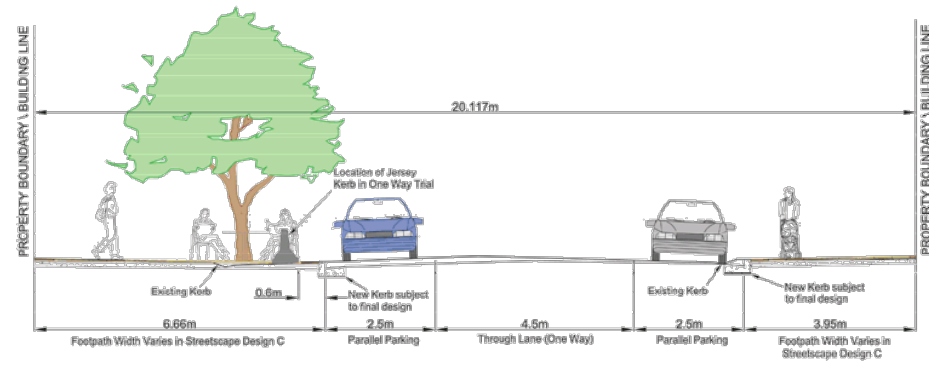 PROPERTY BOUNDARY \ BUILDING LINE
20.117m
PROPERTY BOUNDARY \ BUILDING LINE
Location of Jersey
Kerb in One Way Trial
Existing Kerb
0.6m
New Kerb subject
to final design
Existing Kerb
New Kerb subject
to final design
6.66m
Footpath Width Varies in Streetscape Design C
2.5m
Parallel Parking
4.5m
Through Lane (One Way)
2.5m
Parallel Parking
3.95m
Footpath Width Varies in
Streetscape Design C